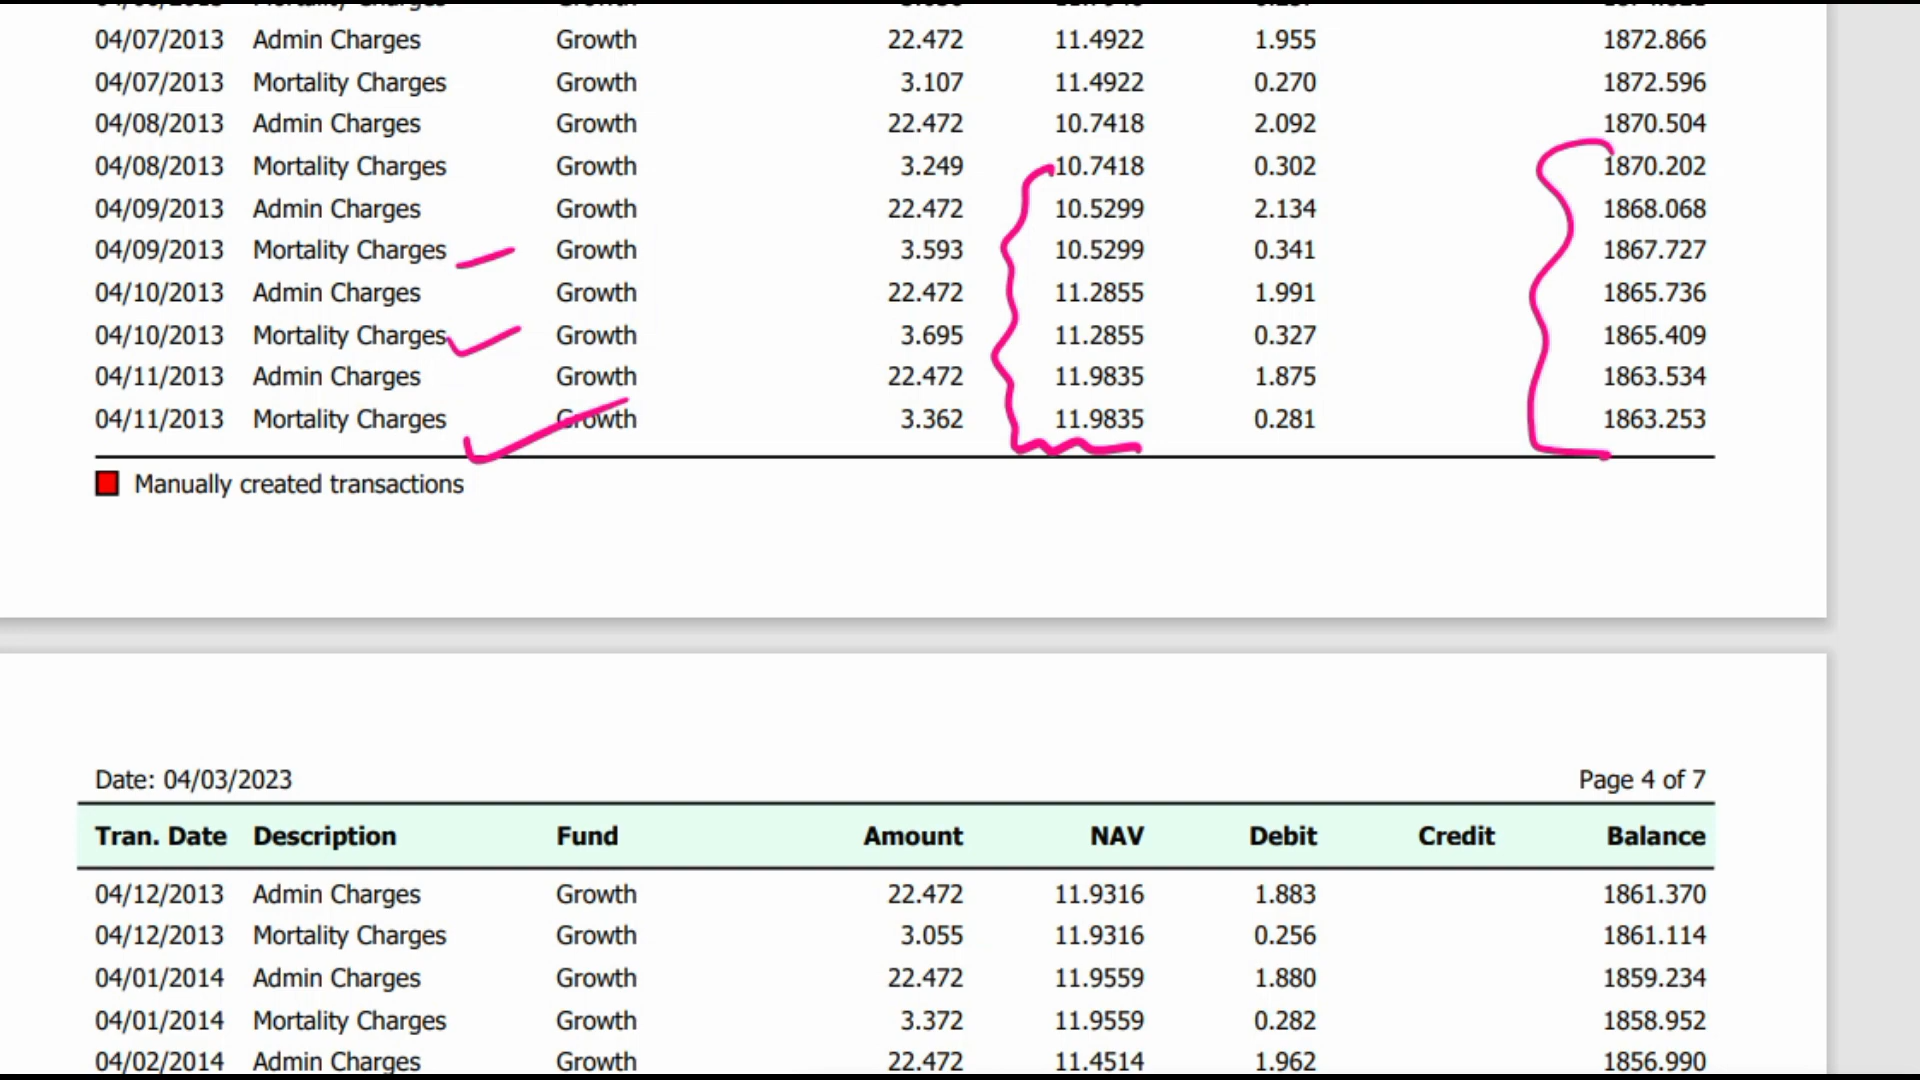 04/07/2013 Admin Charges Growth 22.472 11.4922 1.955 1872.866
04/07/2013 Mortality Charges Growth 3.107 11.4922 0.270 1872.596
04/08/2013 Admin Charges Growth 22.472 10.7418 2.092 1870.504
04/08/2013 Mortality Charges Growth 3.249 10.7418 0.302 1870.202
04/09/2013 Admin Charges Growth 22.472 10.5299 2.134 1868.068
04/09/2013 Mortality Charges Growth 3.593 10.5299 0.341 1867.727
04/10/2013 Admin Charges Growth 22.472 11.2855 1.991 1865.736
04/10/2013 Mortality Charges Growth 3.695 11.2855 0.327 1865.409
04/11/2013 Admin Charges Growth 22.472 11.9835 1.875 1863.534
04/11/2013 Mortality Charges Growth 3.362 11.9835 0.281 1863.253
Manually created transactions
Date: 04/03/2023 Page 4 of 7
Tran. Date Description Fund Amount NAV Debit Credit Balance
04/12/2013 Admin Charges Growth 22.472 11.9316 1.883 1861.370
04/12/2013 Mortality Charges Growth 3.055 11.9316 0.256 1861.114
04/01/2014 Admin Charges Growth 22.472 11.9559 1.880 1859.234
04/01/2014 Mortality Charges Growth 3.372 11.9559 0.282 1858.952
04/02/2014 Admin Charges Growth 22.472 11.4514 1.962 1856.990